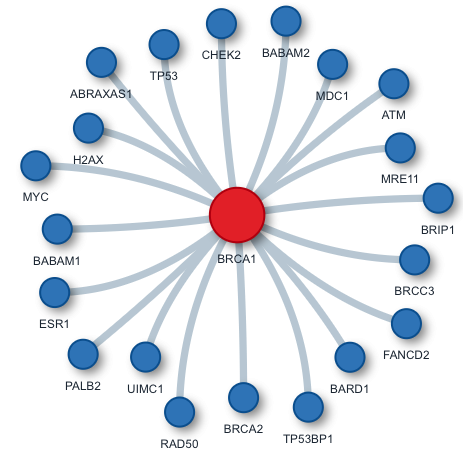 CHEK2
BABAM2
TP53
ABRAXAS1
MDC1
ATM
H2AX
MRE11
MYC
BRIP1
BABAM1
BRCA1
BRCC3
ESR1
FANCD2
PALB2
UIMC1
BARD1
RAD50
BRCA2
TP53BP1